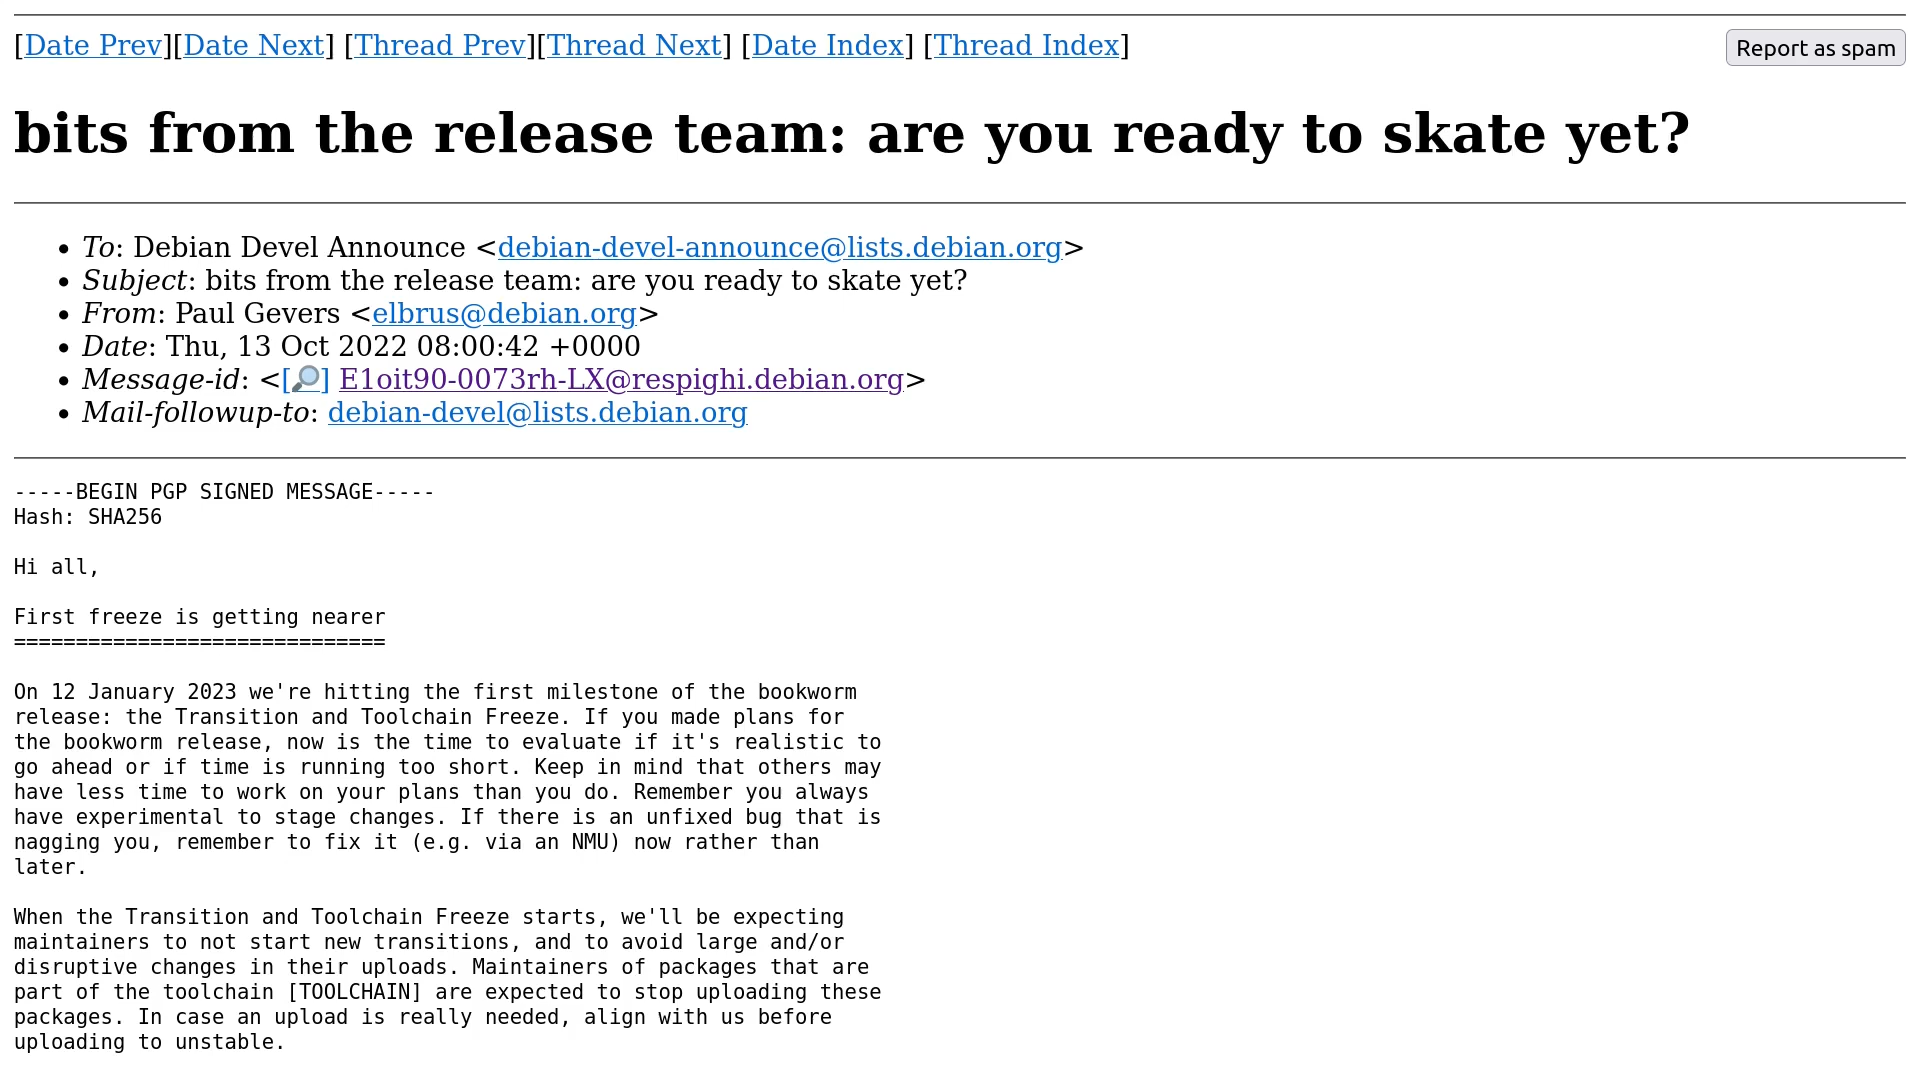 [Date Prev][Date Next] [Thread Prev][Thread Next] [Date Index] [Thread Index]
Report as spam
bits from the release team: are you ready to skate yet?
To: Debian Devel Announce <debian-devel-announce@lists.debian.org>
Subject: bits from the release team: are you ready to skate yet?
From: Paul Gevers <elbrus@debian.org>
Date: Thu, 13 Oct 2022 08:00:42 +0000
Message-id: <[🔎] E1oit90-0073rh-LX@respighi.debian.org>
Mail-followup-to: debian-devel@lists.debian.org
-----BEGIN PGP SIGNED MESSAGE-----
Hash: SHA256
Hi all,
First freeze is getting nearer
==============================
On 12 January 2023 we're hitting the first milestone of the bookworm
release: the Transition and Toolchain Freeze. If you made plans for
the bookworm release, now is the time to evaluate if it's realistic to
go ahead or if time is running too short. Keep in mind that others may
have less time to work on your plans than you do. Remember you always
have experimental to stage changes. If there is an unfixed bug that is
nagging you, remember to fix it (e.g. via an NMU) now rather than
later.
When the Transition and Toolchain Freeze starts, we'll be expecting
maintainers to not start new transitions, and to avoid large and/or
disruptive changes in their uploads. Maintainers of packages that are
part of the toolchain [TOOLCHAIN] are expected to stop uploading these
packages. In case an upload is really needed, align with us before
uploading to unstable.